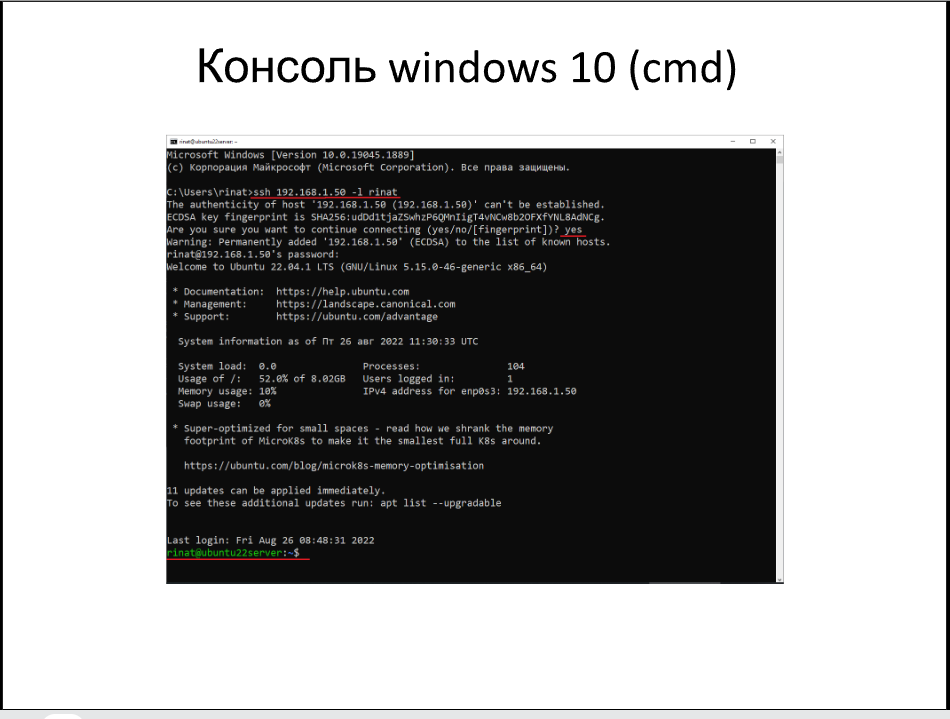 Консоль windows 10 (cmd)
rinat@ubuntu22server: ~
Microsoft Windows [Version 10.0.19045.1889]
(c) Корпорация Майкрософт (Microsoft Corporation). Все права защищены.
C:\Users\rinat>ssh 192.168.1.50 -l rinat
The authenticity of host '192.168.1.50 (192.168.1.50)' can't be established.
ECDSA key fingerprint is SHA256:udDd1tjaZSwhzP6QMnIigT4vNCw8b2OFXfYNL8AdNCg.
Are you sure you want to continue connecting (yes/no/[fingerprint])? yes
Warning: Permanently added '192.168.1.50' (ECDSA) to the list of known hosts.
rinat@192.168.1.50's password:
Welcome to Ubuntu 22.04.1 LTS (GNU/Linux 5.15.0-46-generic x86_64)
* Documentation: https://help.ubuntu.com
* Management: https://landscape.canonical.com
* Support: https://ubuntu.com/advantage
System information as of Пт 26 авг 2022 11:30:33 UTC
System load: 0.0 Processes: 104
Usage of /: 52.0% of 8.02GB Users logged in: 1
Memory usage: 10% IPv4 address for enp0s3: 192.168.1.50
Swap usage: 0%
* Super-optimized for small spaces - read how we shrank the memory
footprint of MicroK8s to make it the smallest full K8s around.
https://ubuntu.com/blog/microk8s-memory-optimisation
11 updates can be applied immediately.
To see these additional updates run: apt list --upgradable
Last login: Fri Aug 26 08:48:31 2022
rinat@ubuntu22server:~$